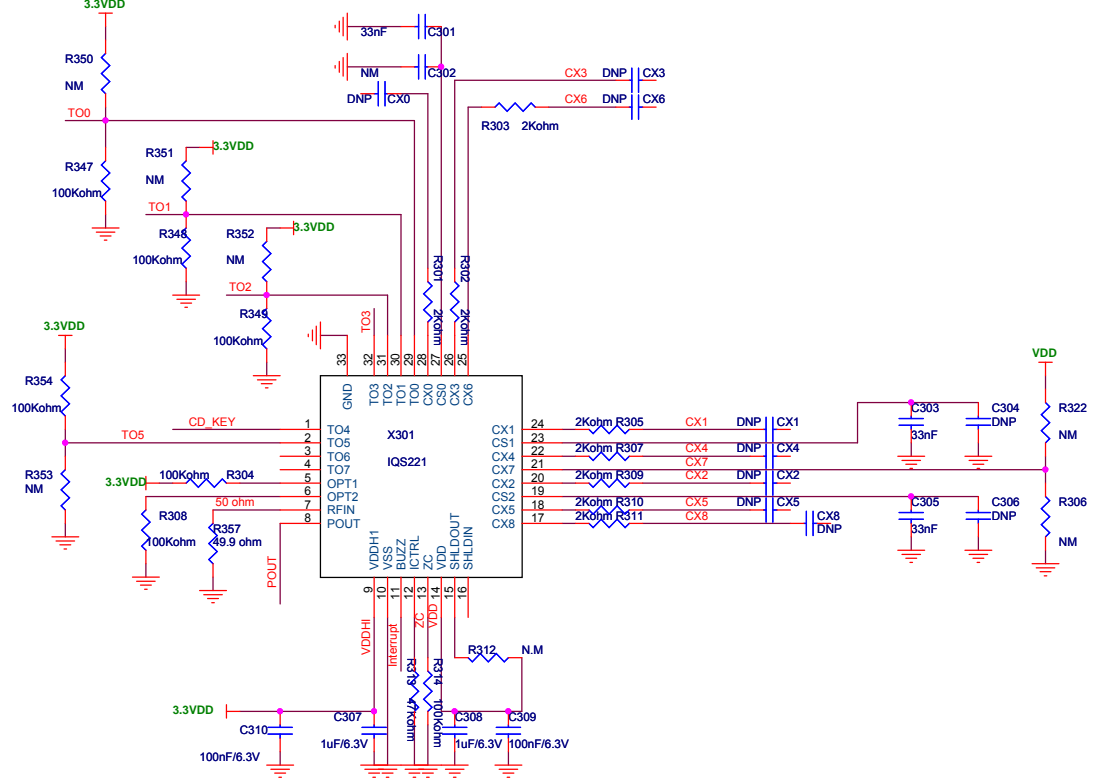 3.3VDD
33nF C301
R350
NM
NM C302
DNP CX0
CX3 DNP CX3
CX6 DNP CX6
R303 2Kohm
TO0
R347
100Kohm
R351
3.3VDD
NM
TO1
R348
100Kohm
R352
3.3VDD
NM
TO2
R349
100Kohm
R301
2Kohm
R302
2Kohm
TO3
3.3VDD
R354
100Kohm
33 32 31 30 29 28 27 26 25
GND TO3 TO2 TO1 TO0 CX0 CS0 CX3 CX6
VDD
R322
NM
C303
33nF
C304
DNP
CD_KEY 1 TO4
TO5 2 TO5
3 TO6
4 TO7
3.3VDD 100Kohm R304 5 OPT1
6 OPT2
50 ohm 7 RFIN
8 POUT
X301
IQS221
CX1 24 2Kohm R305 CX1 DNP CX1
CS1 23
CX4 22 2Kohm R307 CX4 DNP CX4
CX7 21 CX7
CX2 20 2Kohm R309 CX2 DNP CX2
CS2 19
CX5 18 2Kohm R310 CX5 DNP CX5
CX8 17 2Kohm R311 CX8 CX8
DNP
R353
NM
R308
100Kohm
R357
49.9 ohm
C305
33nF
C306
DNP
R306
NM
POUT
VDDH1 VSS BUZZ ICTRL ZC VDD SHLDOUT SHLDIN
9 10 11 12 13 14 15 16
VDDHI
Interrupt
ZC
VDD
R312 N.M
R313
47Kohm
R314
100Kohm
3.3VDD
C310
100nF/6.3V
C307
1uF/6.3V
C308
1uF/6.3V
C309
100nF/6.3V